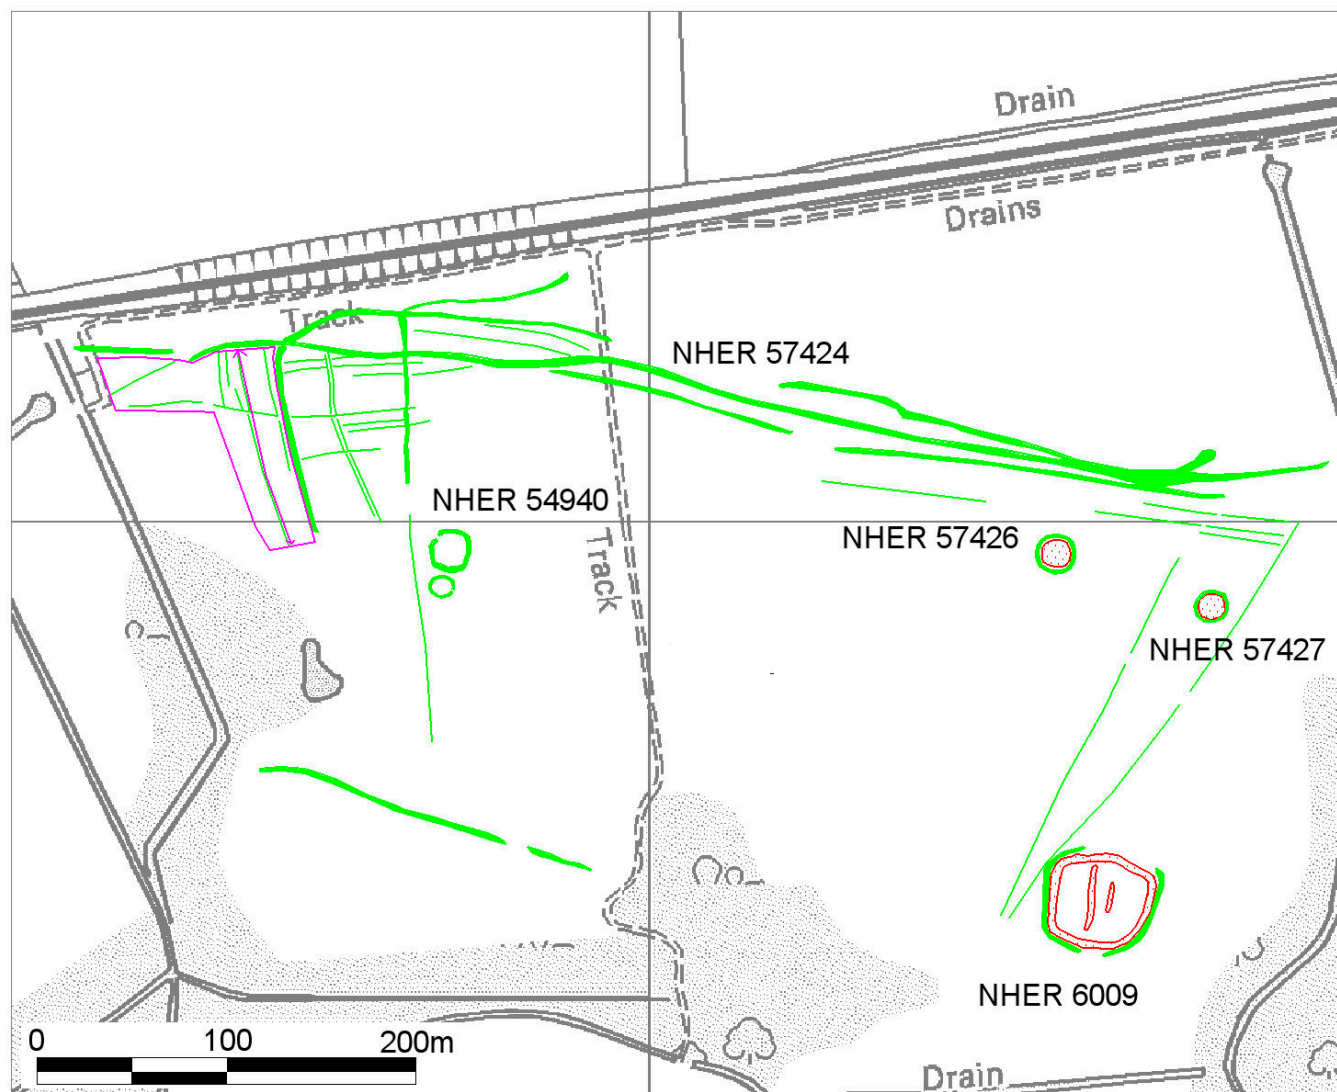 Drain
Drains
Track
NHER 57424
NHER 54940
NHER 57426
Track
NHER 57427
NHER 6009
0 100 200m
Drain